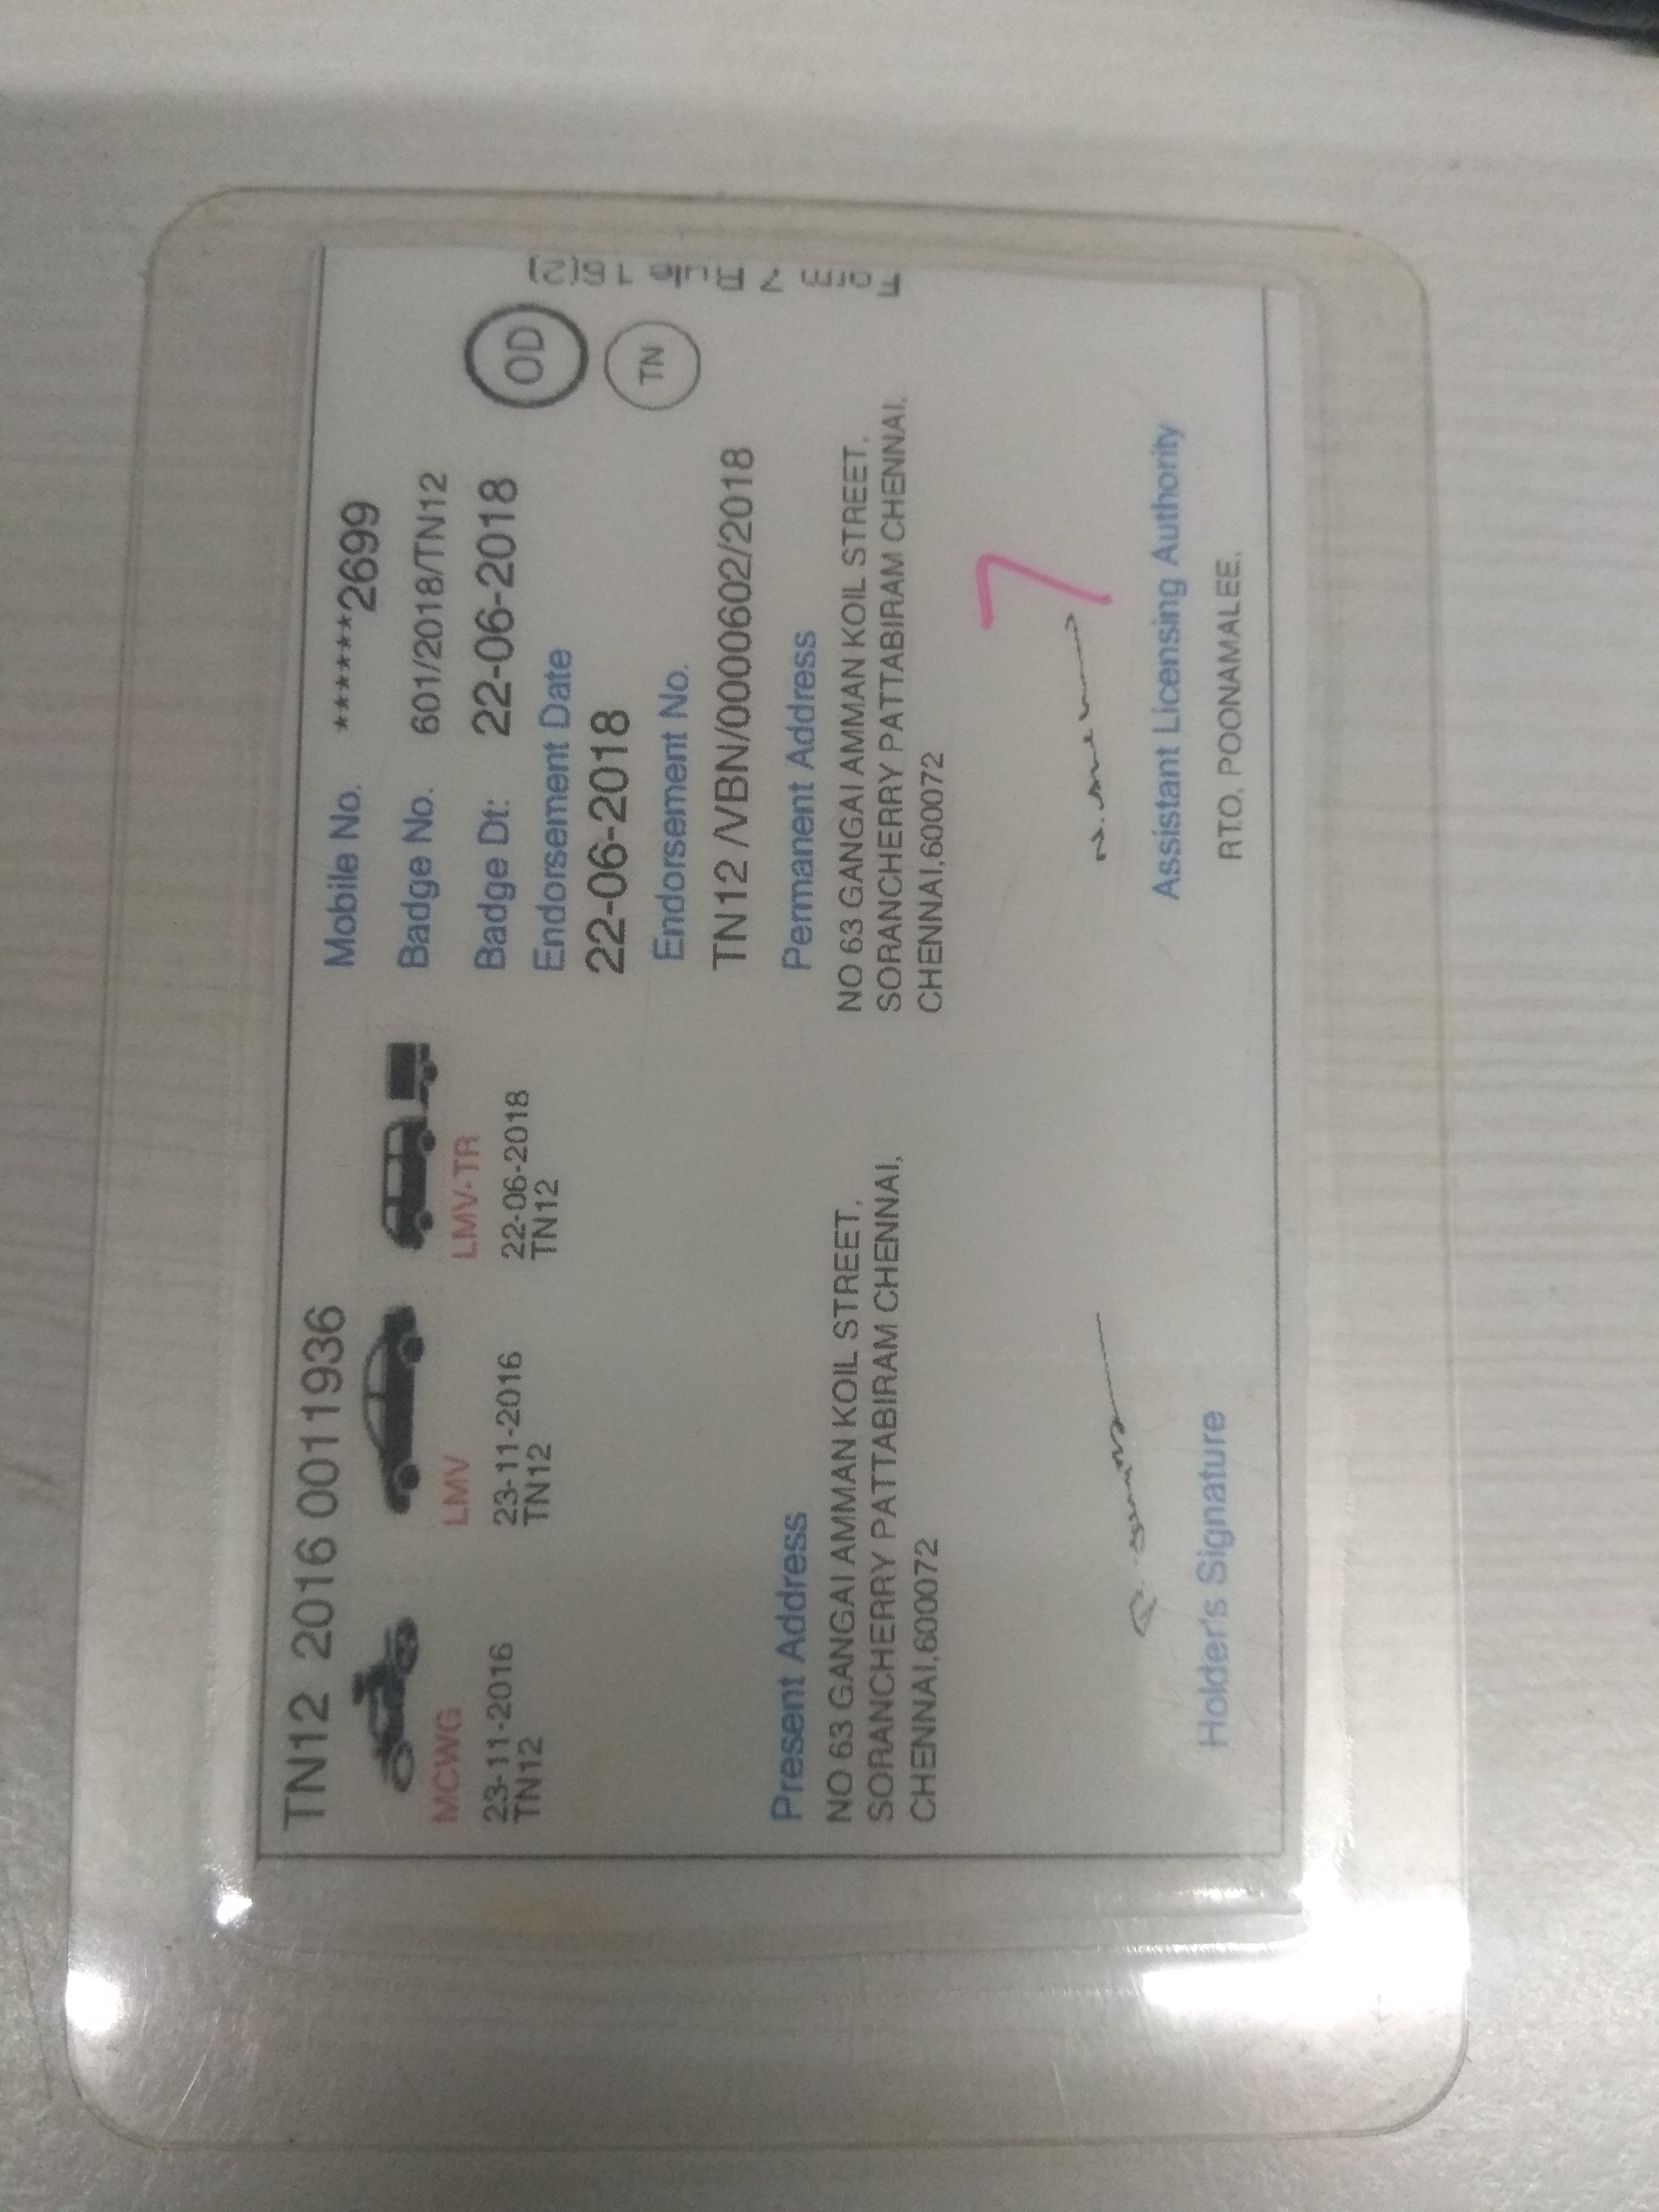 TN12 2016 0011936
MCWG
23-11-2016
TN12
LMV
23-11-2016
TN12
LMV-TR
22-06-2018
TN12
Mobile No. ******2699
Badge No. 601/2018/TN12
Badge Dt: 22-06-2018
Endorsement Date
22-06-2018
Endorsement No.
TN12 /VBN/0000602/2018
OD
TN
Form 7 Rule 16(2)
Present Address
NO 63 GANGAI AMMAN KOIL STREET,
SORANCHERRY PATTABIRAM CHENNAI,
CHENNAI,600072
Permanent Address
NO 63 GANGAI AMMAN KOIL STREET,
SORANCHERRY PATTABIRAM CHENNAI,
CHENNAI,600072
Holder's Signature
Assistant Licensing Authority
RTO, POONAMALEE.